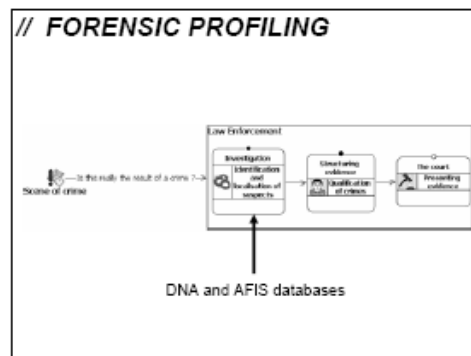 // FORENSIC PROFILING
Law Enforcement
Investigation
Identification
and
localisation of
suspects
Structuring
evidence
Qualification
of crimes
The court
Presenting
evidence
Is this really the result of a crime ?
Scene of crime
DNA and AFIS databases